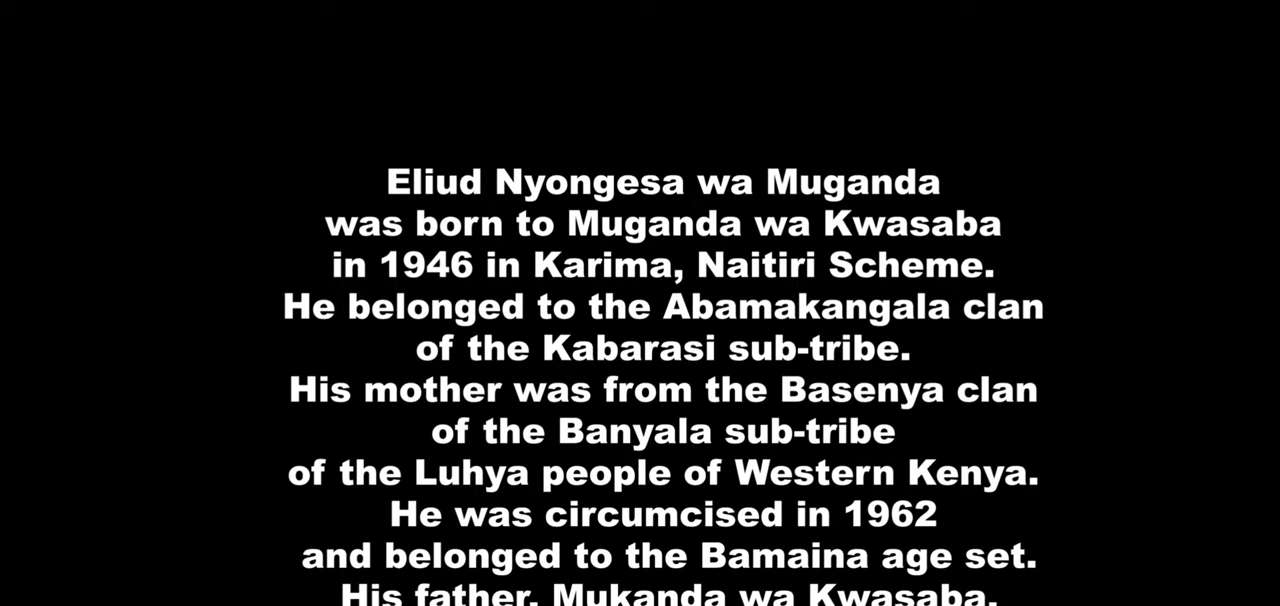 Eliud Nyongesa wa Muganda
was born to Muganda wa Kwasaba
in 1946 in Karima, Naitiri Scheme.
He belonged to the Abamakangala clan
of the Kabarasi sub-tribe.
His mother was from the Basenya clan
of the Banyala sub-tribe
of the Luhya people of Western Kenya.
He was circumcised in 1962
and belonged to the Bamaina age set.
His father, Mukanda wa Kwasaba,